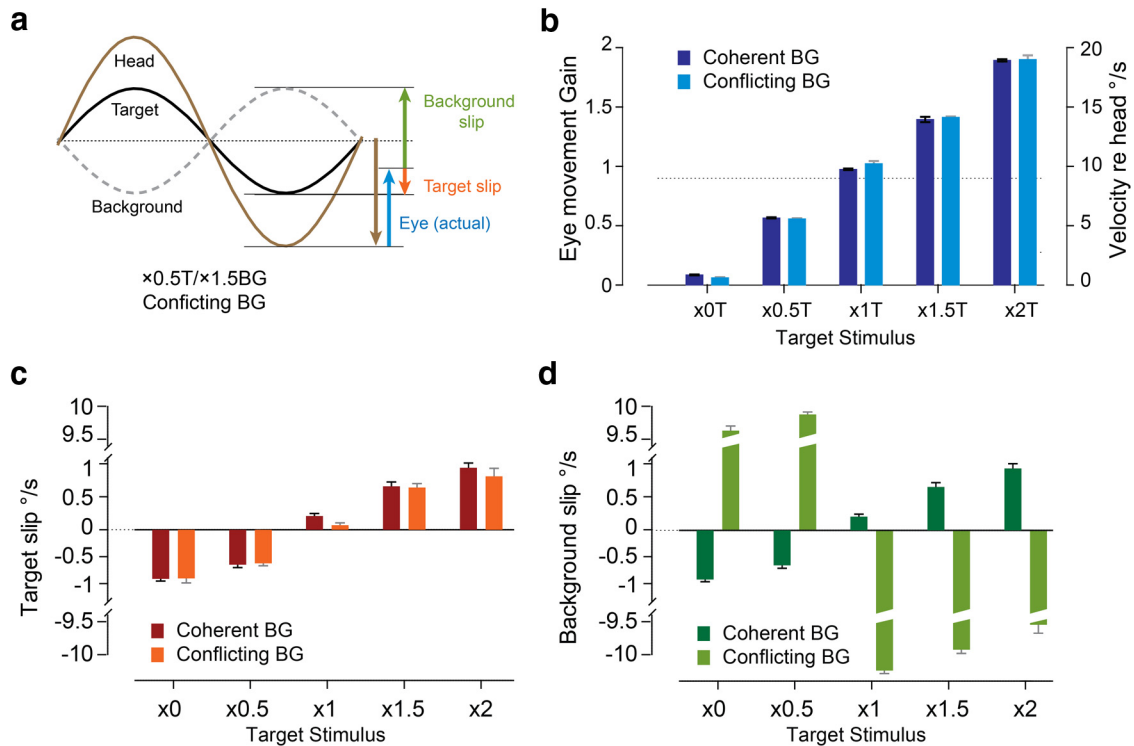 a
Head
Target
Background
Background
slip
Target slip
Eye (actual)
×0.5T/×1.5BG
Conficting BG
b
Coherent BG
Conflicting BG
Eye movement Gain
2
1.5
1
0.5
0
Velocity re head °/s
20
15
10
5
0
x0T x0.5T x1T x1.5T x2T
Target Stimulus
c
Target slip °/s
10
9.5
1
0.5
0
-0.5
-1
-9.5
-10
Coherent BG
Conflicting BG
x0 x0.5 x1 x1.5 x2
Target Stimulus
d
Background slip °/s
10
9.5
1
0.5
0
-0.5
-1
-9.5
-10
Coherent BG
Conflicting BG
x0 x0.5 x1 x1.5 x2
Target Stimulus